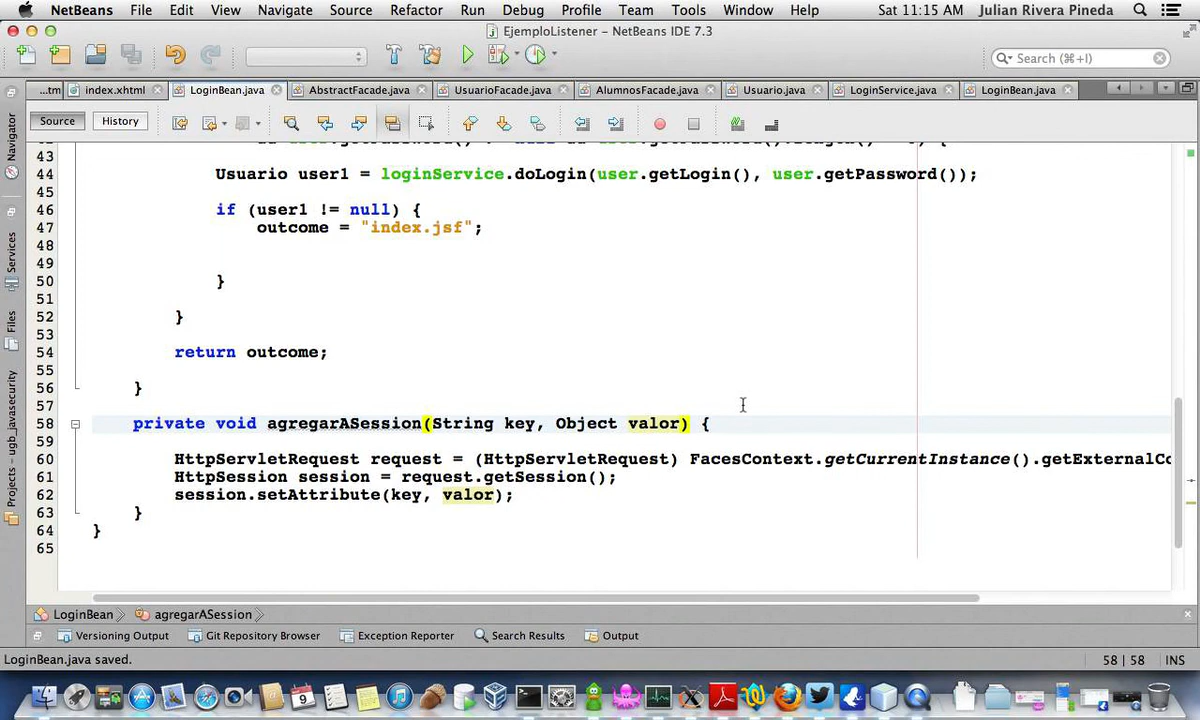 NetBeans File Edit View Navigate Source Refactor Run Debug Profile Team Tools Window Help Sat 11:15 AM Julian Rivera Pineda
EjemploListener – NetBeans IDE 7.3
Search (⌘+I)
...tm index.xhtml LoginBean.java AbstractFacade.java UsuarioFacade.java AlumnosFacade.java Usuario.java LoginService.java LoginBean.java
Source History
Navigator
Services
Files
Projects – ugb_javasecurity
43
44 Usuario user1 = loginService.doLogin(user.getLogin(), user.getPassword());
45
46 if (user1 != null) {
47 outcome = "index.jsf";
48
49
50 }
51
52 }
53
54 return outcome;
55
56 }
57
58 private void agregarASession(String key, Object valor) {
59
60 HttpServletRequest request = (HttpServletRequest) FacesContext.getCurrentInstance().getExternalCo
61 HttpSession session = request.getSession();
62 session.setAttribute(key, valor);
63 }
64 }
65
LoginBean agregarASession
Versioning Output Git Repository Browser Exception Reporter Search Results Output
LoginBean.java saved. 58 | 58 INS